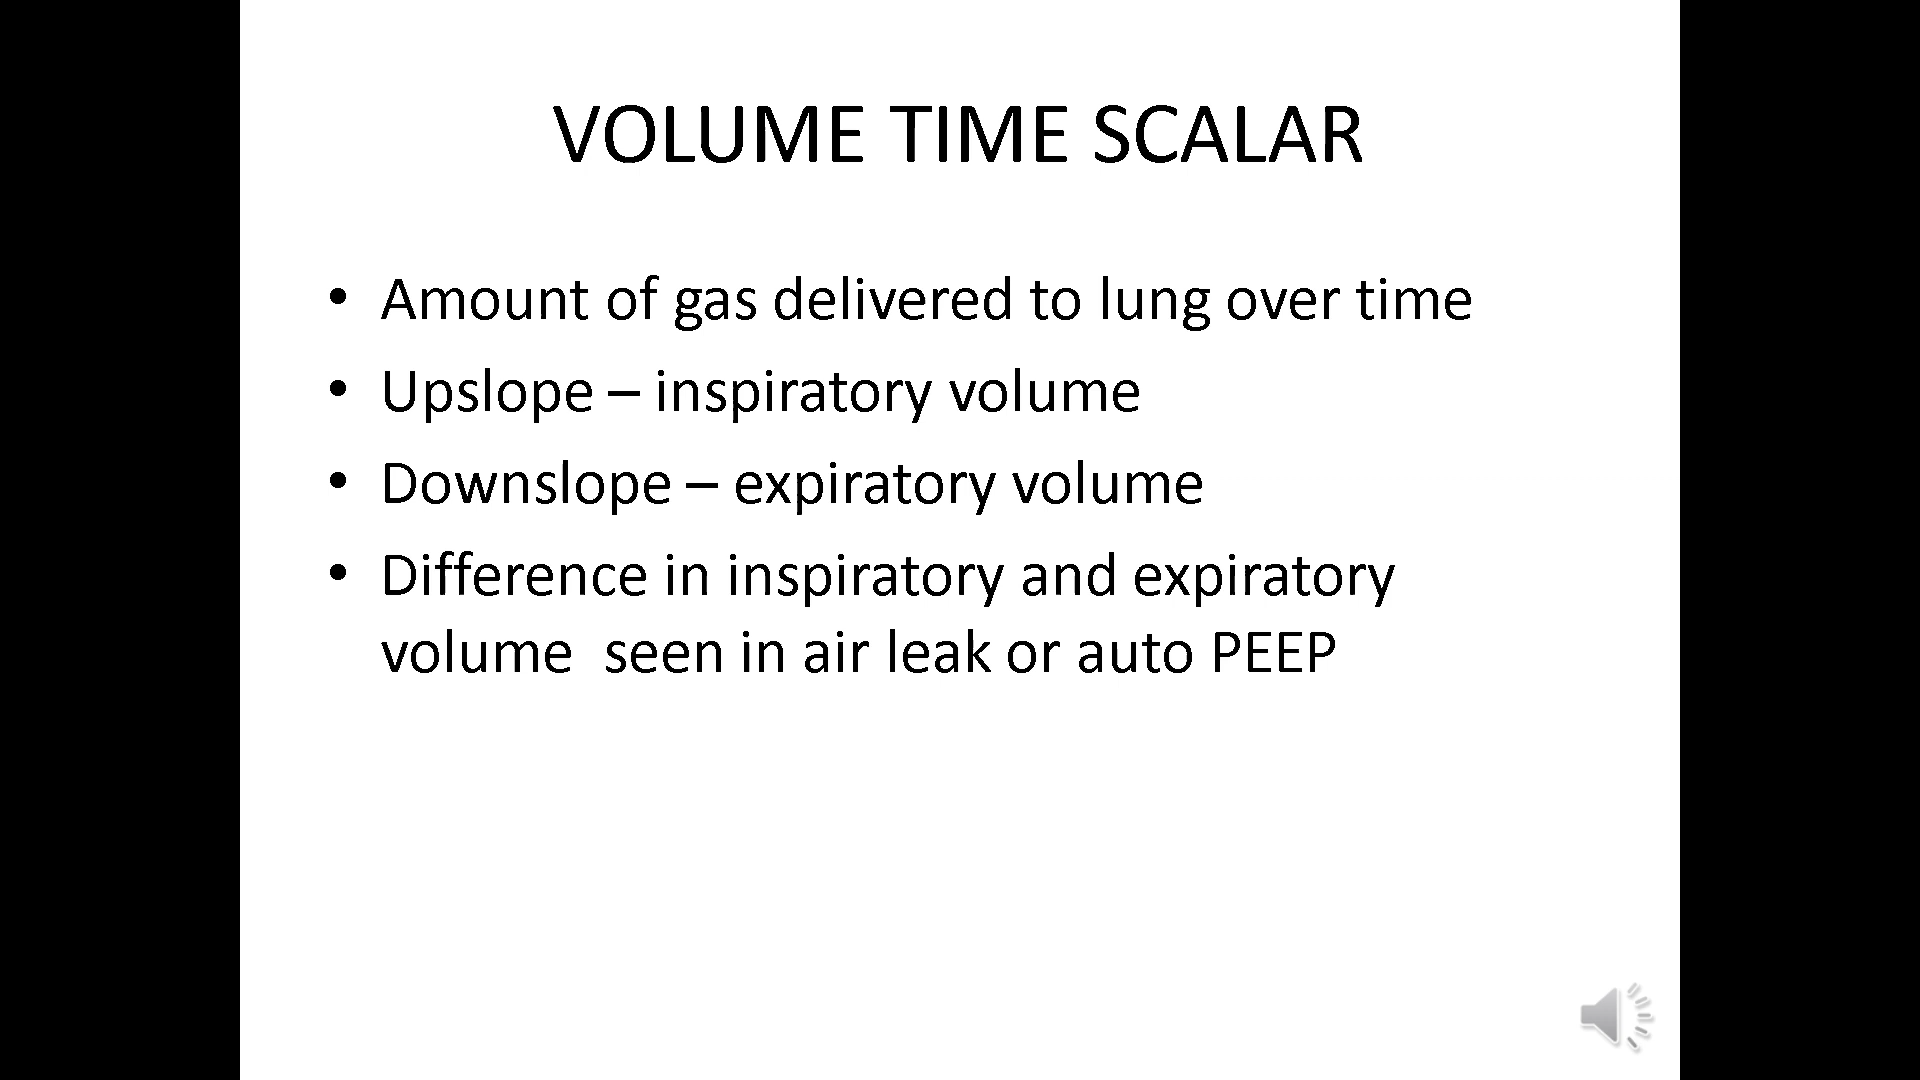 VOLUME TIME SCALAR
• Amount of gas delivered to lung over time
• Upslope – inspiratory volume
• Downslope – expiratory volume
• Difference in inspiratory and expiratory
volume  seen in air leak or auto PEEP